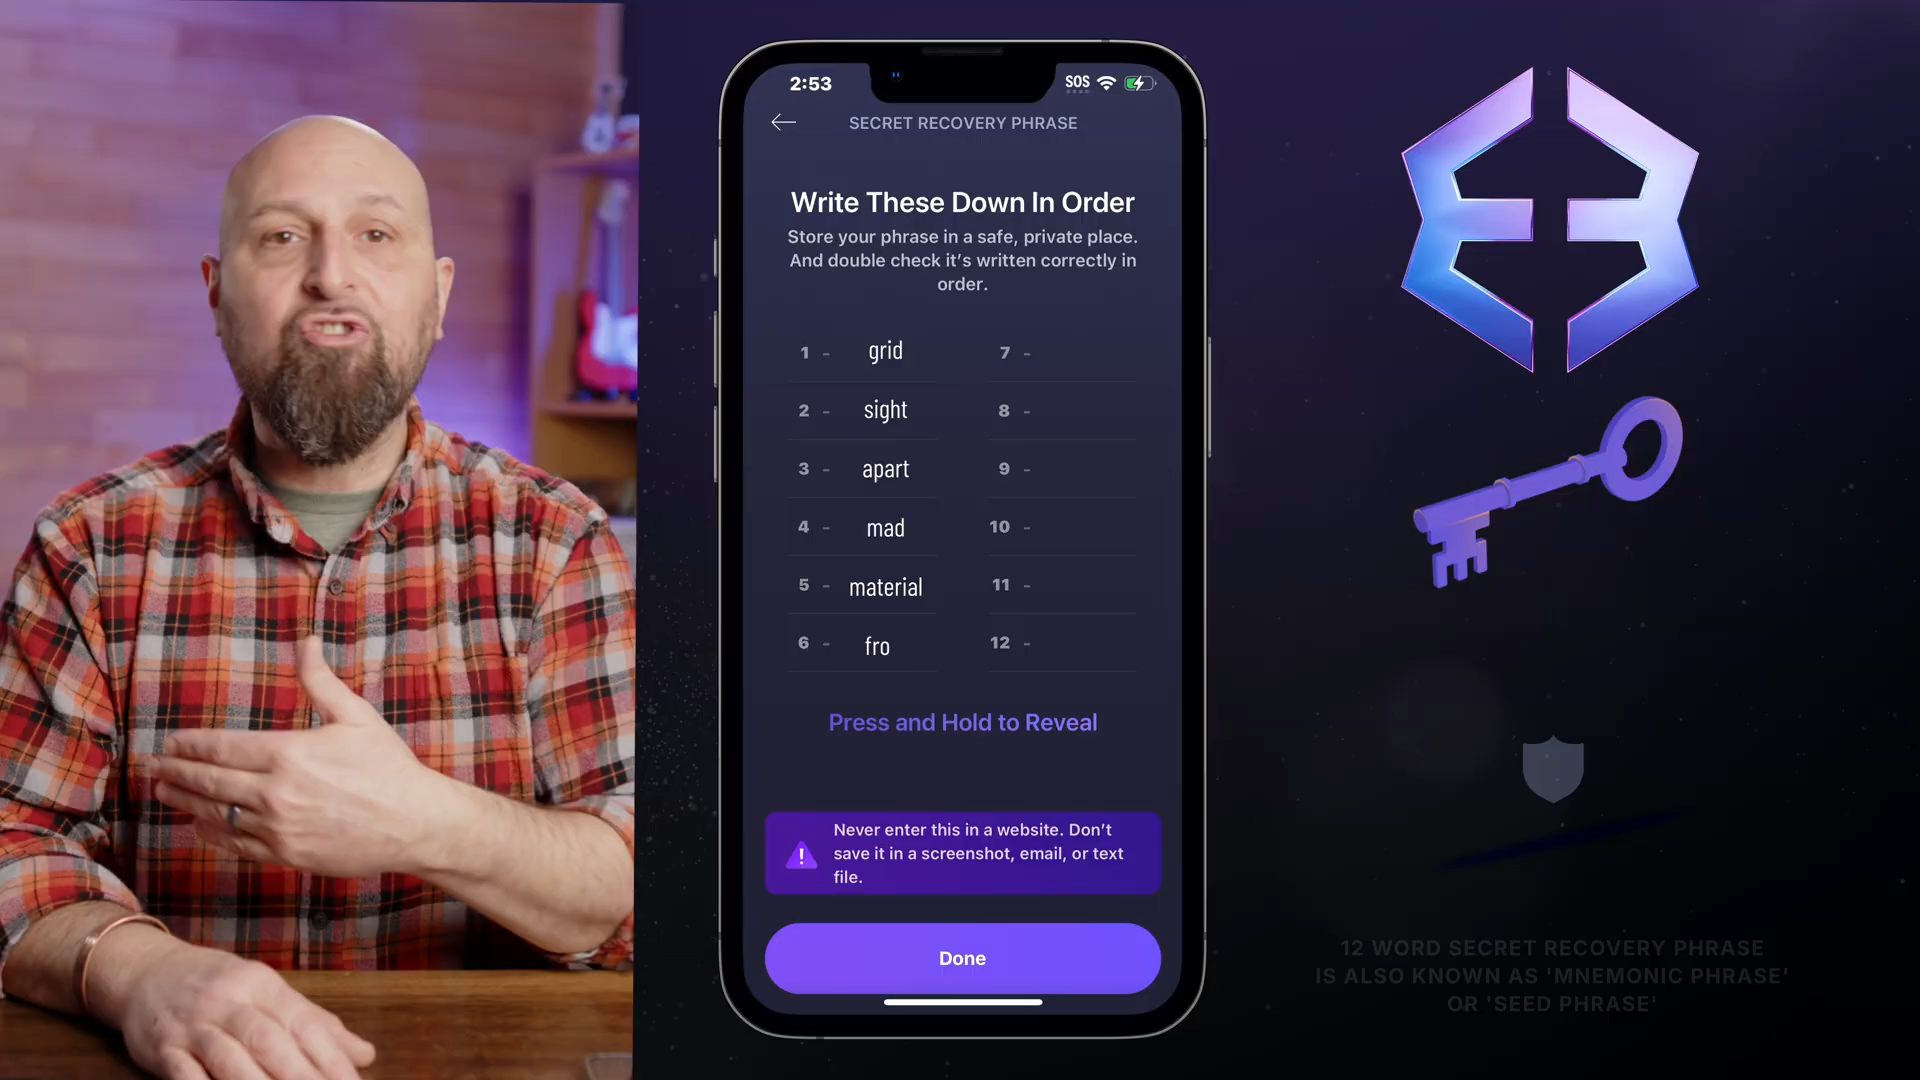 2:53
SOS
SECRET RECOVERY PHRASE
Write These Down In Order
Store your phrase in a safe, private place.
And double check it's written correctly in
order.
1 - grid
2 - sight
3 - apart
4 - mad
5 - material
6 - fro
7 -
8 -
9 -
10 -
11 -
12 -
Press and Hold to Reveal
Never enter this in a website. Don't
save it in a screenshot, email, or text
file.
Done
12 WORD SECRET RECOVERY PHRASE
IS ALSO KNOWN AS 'MNEMONIC PHRASE'
OR 'SEED PHRASE'